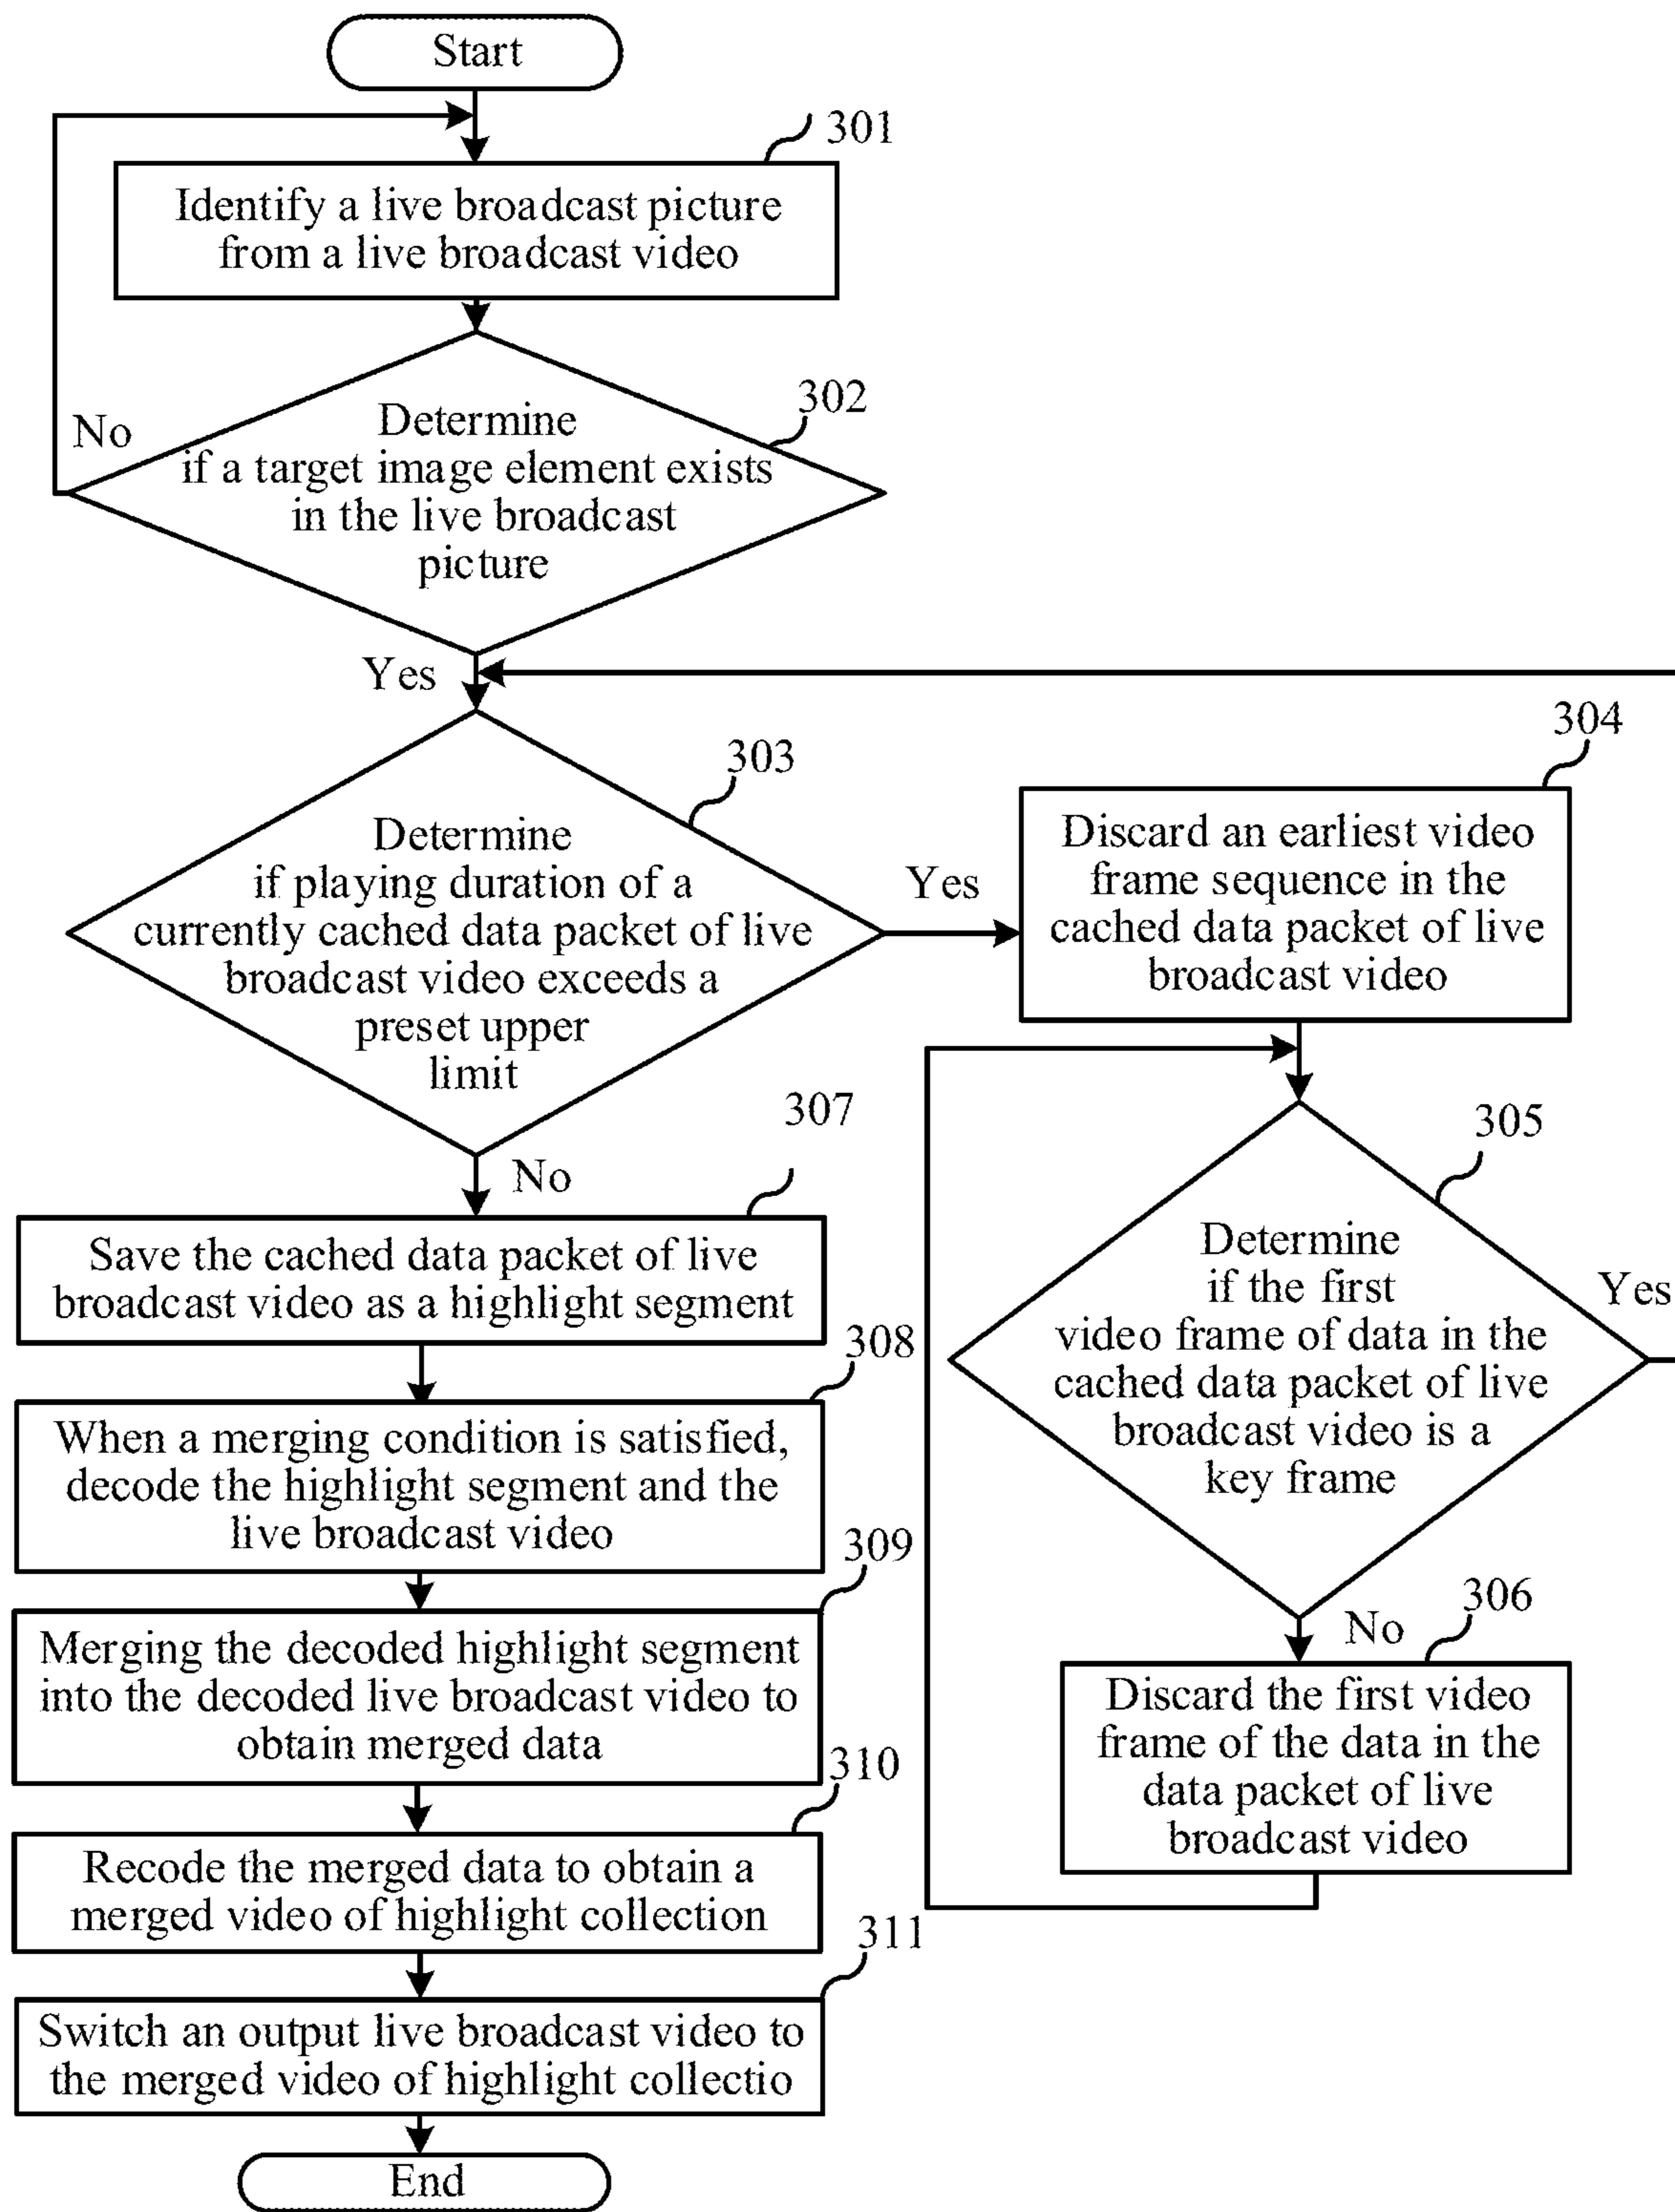 Start
301
Identify a live broadcast picture
from a live broadcast video
302
No
Determine
if a target image element exists
in the live broadcast
picture
Yes
303
Determine
if playing duration of a
currently cached data packet of live
broadcast video exceeds a
preset upper
limit
Yes
304
Discard an earliest video
frame sequence in the
cached data packet of live
broadcast video
305
Determine
if the first
video frame of data in the
cached data packet of live
broadcast video is a
key frame
Yes
No
306
Discard the first video
frame of the data in the
data packet of live
broadcast video
No
307
Save the cached data packet of live
broadcast video as a highlight segment
308
When a merging condition is satisfied,
decode the highlight segment and the
live broadcast video
309
Merging the decoded highlight segment
into the decoded live broadcast video to
obtain merged data
310
Recode the merged data to obtain a
merged video of highlight collection
311
Switch an output live broadcast video to
the merged video of highlight collectio
End